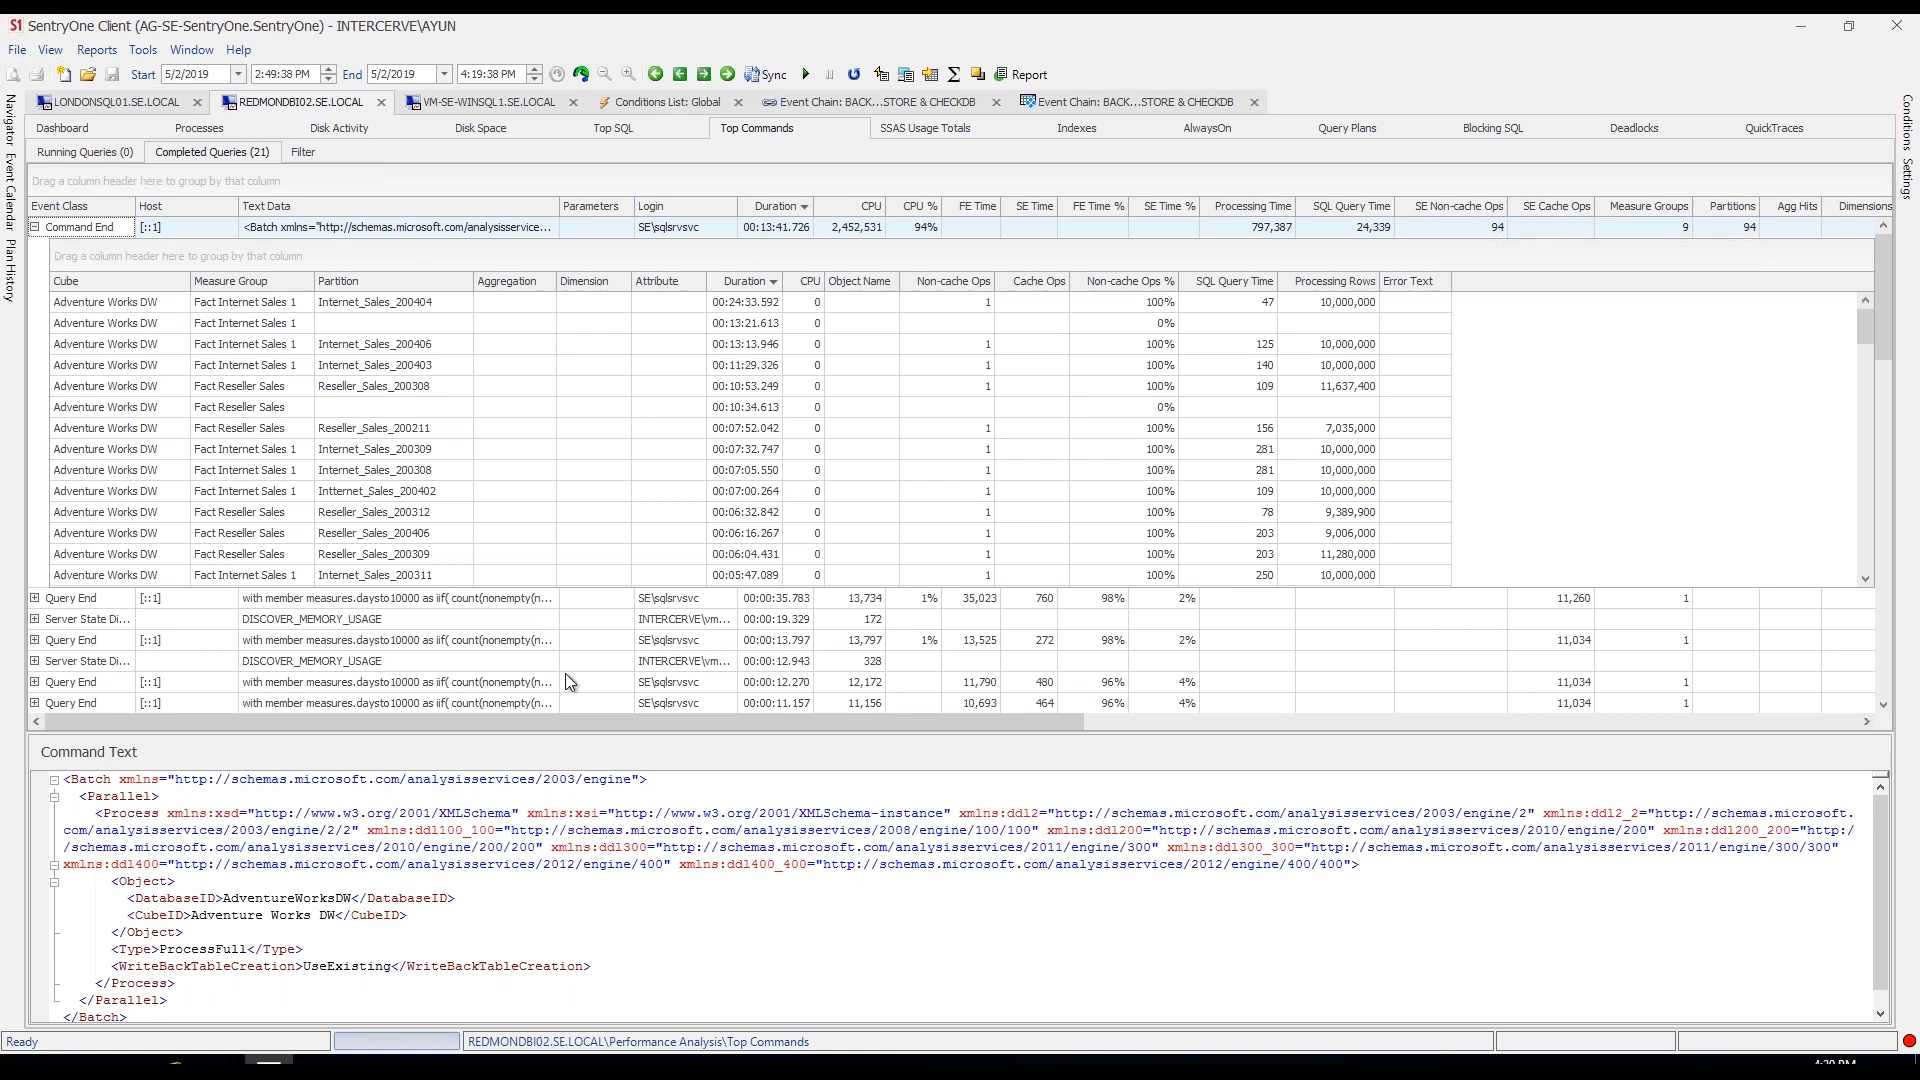 S1 SentryOne Client (AG-SE-SentryOne.SentryOne) - INTERCERVE\AYUN
File View Reports Tools Window Help
Start 5/2/2019 2:49:38 PM End 5/2/2019 4:19:38 PM Sync Report
LONDONSQL01.SE.LOCAL REDMONDBI02.SE.LOCAL VM-SE-WINSQL1.SE.LOCAL Conditions List: Global Event Chain: BACK...STORE & CHECKDB Event Chain: BACK...STORE & CHECKDB
Navigator Event Calendar Plan History
Conditions Settings
Dashboard Processes Disk Activity Disk Space Top SQL Top Commands SSAS Usage Totals Indexes AlwaysOn Query Plans Blocking SQL Deadlocks QuickTraces
Running Queries (0) Completed Queries (21) Filter
Drag a column header here to group by that column
Event Class Host Text Data Parameters Login Duration CPU CPU % FE Time SE Time FE Time % SE Time % Processing Time SQL Query Time SE Non-cache Ops SE Cache Ops Measure Groups Partitions Agg Hits Dimensions
Command End [::1] <Batch xmlns="http://schemas.microsoft.com/analysisservice... SE\sqlsrvsvc 00:13:41.726 2,452,531 94% 797,387 24,339 94 9 94
Drag a column header here to group by that column
Cube Measure Group Partition Aggregation Dimension Attribute Duration CPU Object Name Non-cache Ops Cache Ops Non-cache Ops % SQL Query Time Processing Rows Error Text
Adventure Works DW Fact Internet Sales 1 Internet_Sales_200404 00:24:33.592 0 1 100% 47 10,000,000
Adventure Works DW Fact Internet Sales 1 00:13:21.613 0 0%
Adventure Works DW Fact Internet Sales 1 Internet_Sales_200406 00:13:13.946 0 1 100% 125 10,000,000
Adventure Works DW Fact Internet Sales 1 Internet_Sales_200403 00:11:29.326 0 1 100% 140 10,000,000
Adventure Works DW Fact Reseller Sales Reseller_Sales_200308 00:10:53.249 0 1 100% 109 11,637,400
Adventure Works DW Fact Reseller Sales 00:10:34.613 0 0%
Adventure Works DW Fact Reseller Sales Reseller_Sales_200211 00:07:52.042 0 1 100% 156 7,035,000
Adventure Works DW Fact Internet Sales 1 Internet_Sales_200309 00:07:32.747 0 1 100% 281 10,000,000
Adventure Works DW Fact Internet Sales 1 Internet_Sales_200308 00:07:05.550 0 1 100% 281 10,000,000
Adventure Works DW Fact Internet Sales 1 Intternet_Sales_200402 00:07:00.264 0 1 100% 109 10,000,000
Adventure Works DW Fact Reseller Sales Reseller_Sales_200312 00:06:32.842 0 1 100% 78 9,389,900
Adventure Works DW Fact Reseller Sales Reseller_Sales_200406 00:06:16.267 0 1 100% 203 9,006,000
Adventure Works DW Fact Reseller Sales Reseller_Sales_200309 00:06:04.431 0 1 100% 203 11,280,000
Adventure Works DW Fact Internet Sales 1 Internet_Sales_200311 00:05:47.089 0 1 100% 250 10,000,000
Query End [::1] with member measures.daysto10000 as iif( count(nonempty(n... SE\sqlsrvsvc 00:00:35.783 13,734 1% 35,023 760 98% 2% 11,260 1
Server State Di... DISCOVER_MEMORY_USAGE INTERCERVE\vm... 00:00:19.329 172
Query End [::1] with member measures.daysto10000 as iif( count(nonempty(n... SE\sqlsrvsvc 00:00:13.797 13,797 1% 13,525 272 98% 2% 11,034 1
Server State Di... DISCOVER_MEMORY_USAGE INTERCERVE\vm... 00:00:12.943 328
Query End [::1] with member measures.daysto10000 as iif( count(nonempty(n... SE\sqlsrvsvc 00:00:12.270 12,172 11,790 480 96% 4% 11,034 1
Query End [::1] with member measures.daysto10000 as iif( count(nonempty(n... SE\sqlsrvsvc 00:00:11.157 11,156 10,693 464 96% 4% 11,034 1
Command Text
<Batch xmlns="http://schemas.microsoft.com/analysisservices/2003/engine">
<Parallel>
<Process xmlns:xsd="http://www.w3.org/2001/XMLSchema" xmlns:xsi="http://www.w3.org/2001/XMLSchema-instance" xmlns:ddl2="http://schemas.microsoft.com/analysisservices/2003/engine/2" xmlns:ddl2_2="http://schemas.microsoft.
com/analysisservices/2003/engine/2/2" xmlns:ddl100_100="http://schemas.microsoft.com/analysisservices/2008/engine/100/100" xmlns:ddl200="http://schemas.microsoft.com/analysisservices/2010/engine/200" xmlns:ddl200_200="http:/
/schemas.microsoft.com/analysisservices/2010/engine/200/200" xmlns:ddl300="http://schemas.microsoft.com/analysisservices/2011/engine/300" xmlns:ddl300_300="http://schemas.microsoft.com/analysisservices/2011/engine/300/300"
xmlns:ddl400="http://schemas.microsoft.com/analysisservices/2012/engine/400" xmlns:ddl400_400="http://schemas.microsoft.com/analysisservices/2012/engine/400/400">
<Object>
<DatabaseID>AdventureWorksDW</DatabaseID>
<CubeID>Adventure Works DW</CubeID>
</Object>
<Type>ProcessFull</Type>
<WriteBackTableCreation>UseExisting</WriteBackTableCreation>
</Process>
</Parallel>
</Batch>
Ready REDMONDBI02.SE.LOCAL\Performance Analysis\Top Commands